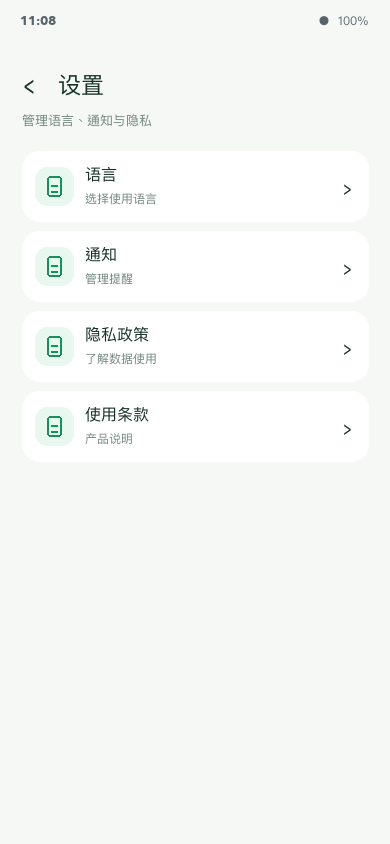 11:08
100%
< 设置
管理语言、通知与隐私
语言
选择使用语言
>
通知
管理提醒
>
隐私政策
了解数据使用
>
使用条款
产品说明
>